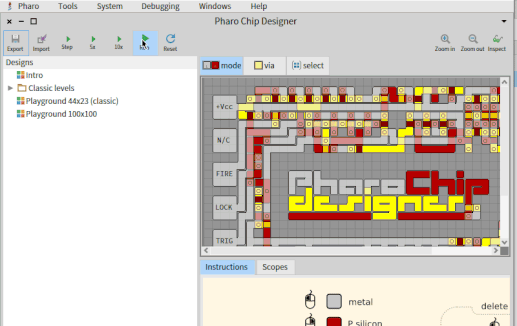 Pharo Tools System Debugging Windows Help
Pharo Chip Designer
Export Import Step 5x 10x Reset Zoom in Zoom out Inspect
Designs
Intro
Classic levels
Playground 44x23 (classic)
Playground 100x100
mode via select
+Vcc
N/C
FIRE
LOCK
TRIG
Pharo Chip
Designer
Instructions Scopes
metal
P silicon
delete